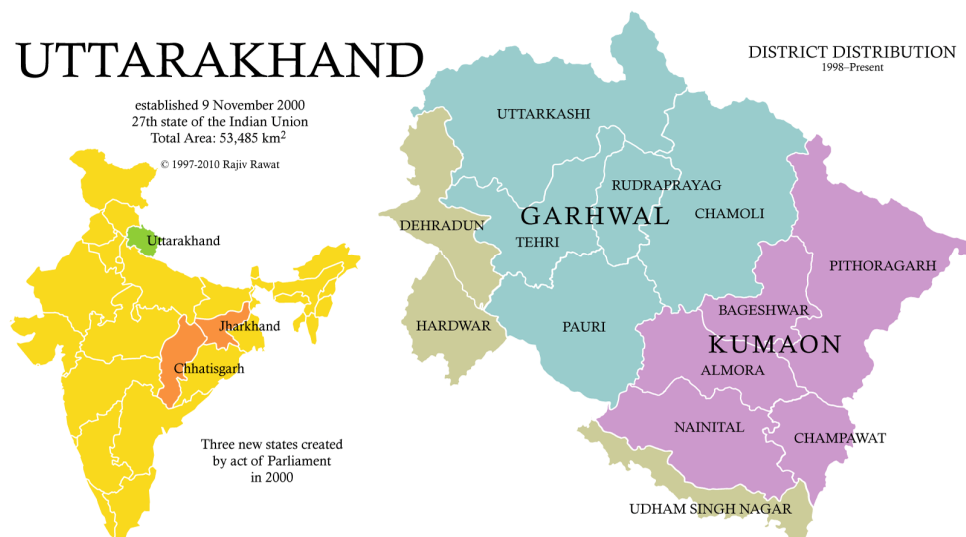 UTTARAKHAND
established 9 November 2000
27th state of the Indian Union
Total Area: 53,485 km²
© 1997-2010 Rajiv Rawat
Uttarakhand
Jharkhand
Chhatisgarh
Three new states created
by act of Parliament
in 2000
DISTRICT DISTRIBUTION
1998–Present
UTTARKASHI
RUDRAPRAYAG
GARHWAL
CHAMOLI
DEHRADUN
TEHRI
PITHORAGARH
BAGESHWAR
HARDWAR
PAURI
KUMAON
ALMORA
NAINITAL
CHAMPAWAT
UDHAM SINGH NAGAR